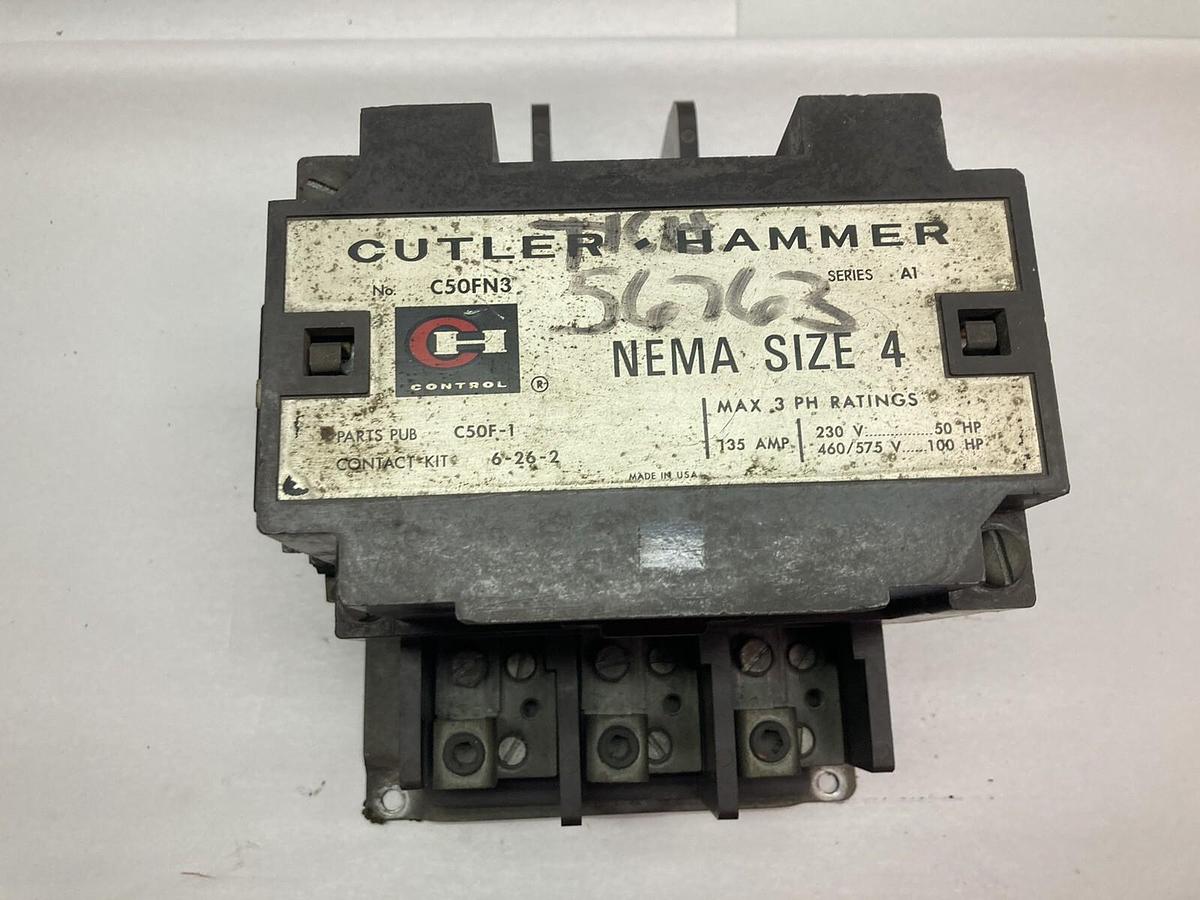 CUTLER-HAMMER
No. C50FN3
56763
SERIES A1
CH
CONTROL
®
NEMA SIZE 4
MAX 3 PH RATINGS
135 AMP
230 V..............50 HP
460/575 V......100 HP
PARTS PUB C50F-1
CONTACT KIT 6-26-2
MADE IN USA